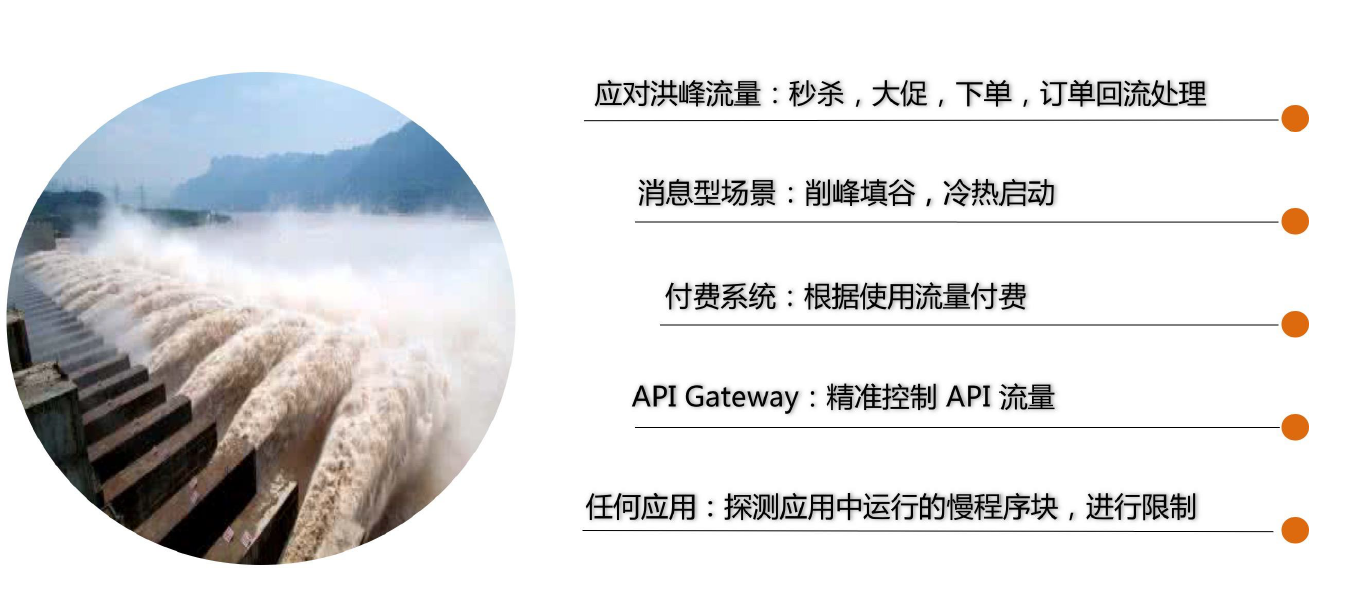 应对洪峰流量：秒杀，大促，下单，订单回流处理
消息型场景：削峰填谷，冷热启动
付费系统：根据使用流量付费
API Gateway：精准控制 API 流量
任何应用：探测应用中运行的慢程序块，进行限制